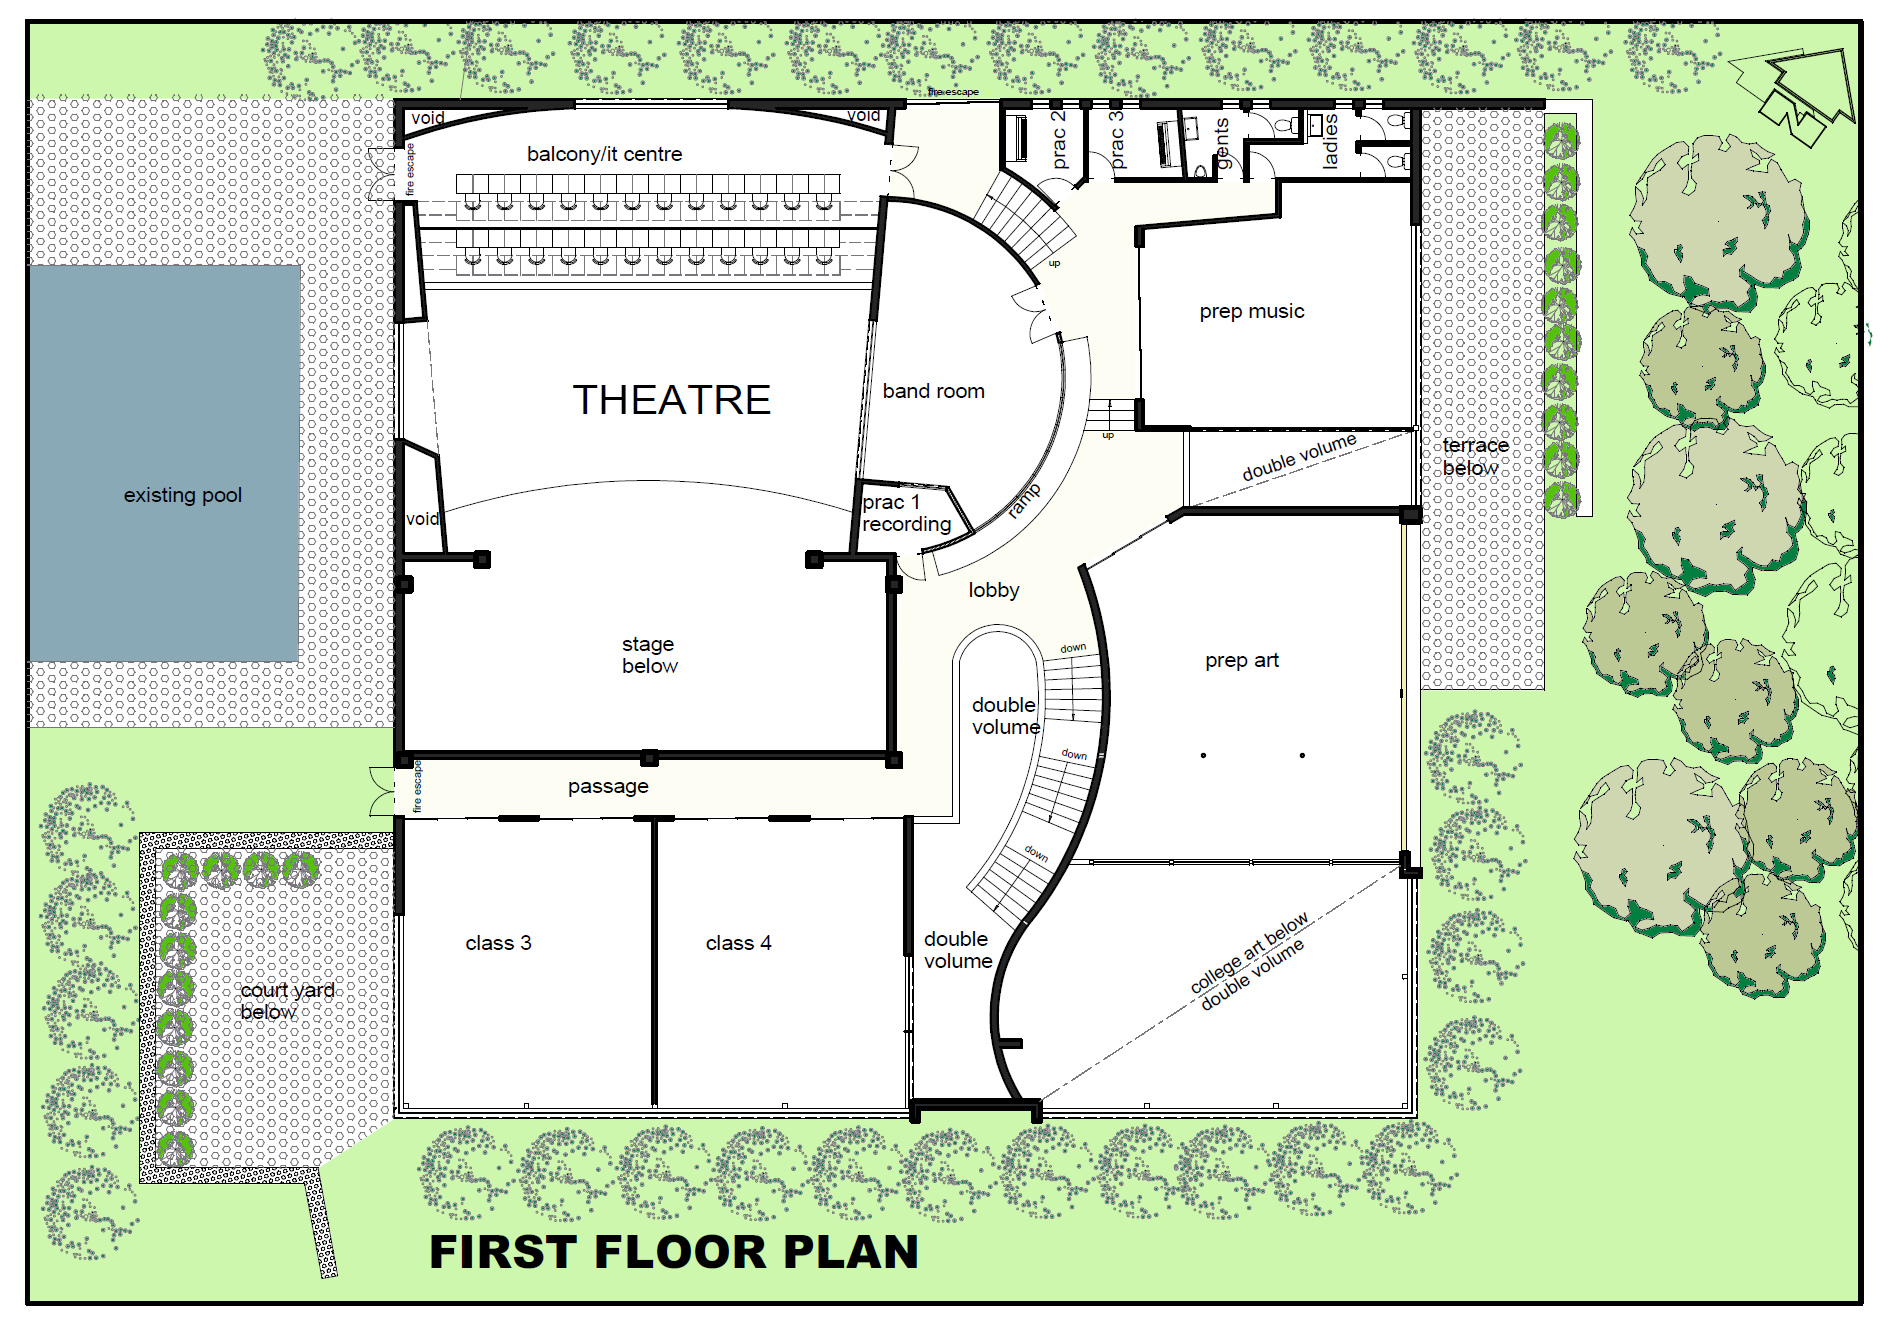 fire escape
void
void
balcony/it centre
fire escape
prac 2
prac 3
gents
ladies
up
prep music
THEATRE
band room
up
double volume
terrace
below
existing pool
prac 1
recording
ramp
void
lobby
stage
below
down
prep art
double
volume
down
passage
fire escape
down
class 3
class 4
double
volume
college art below
double volume
court yard
below
FIRST FLOOR PLAN